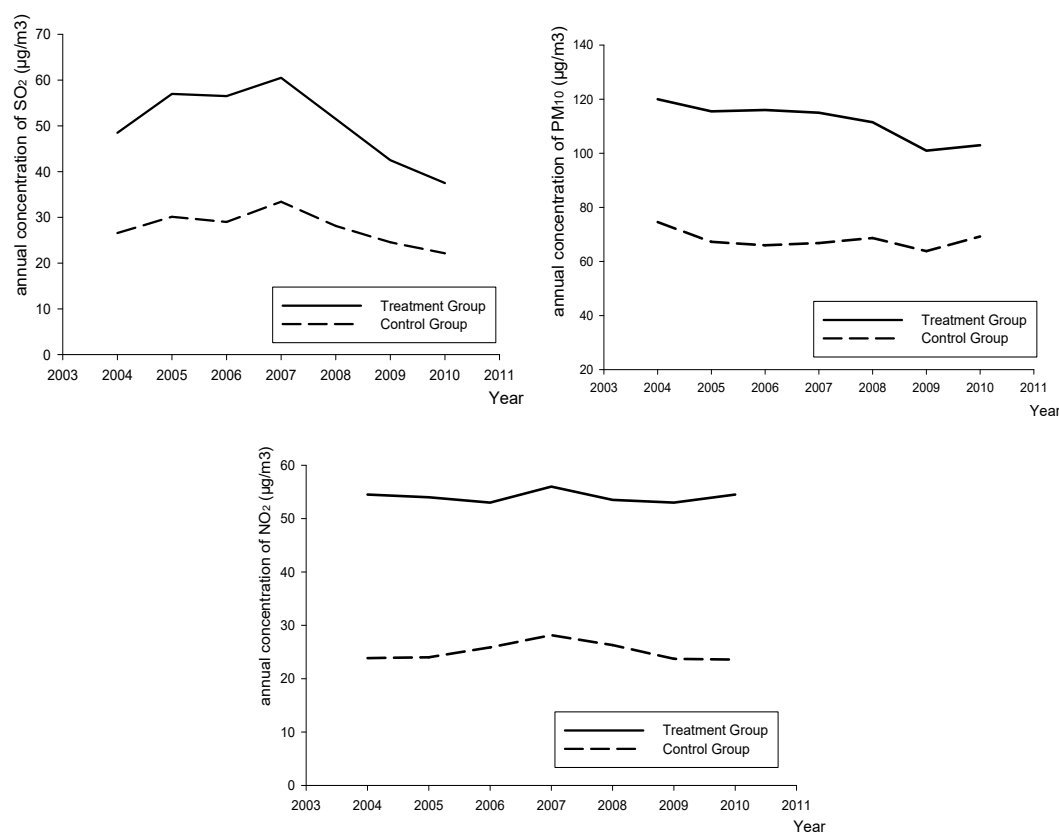 annual concentration of SO2 (μg/m3)
70
60
50
40
30
20
10
0
Treatment Group
Control Group
2003 2004 2005 2006 2007 2008 2009 2010 2011
Year
annual concentration of PM10 (μg/m3)
140
120
100
80
60
40
20
Treatment Group
Control Group
2003 2004 2005 2006 2007 2008 2009 2010 2011
Year
annual concentration of NO2 (μg/m3)
60
50
40
30
20
10
0
Treatment Group
Control Group
2003 2004 2005 2006 2007 2008 2009 2010 2011
Year